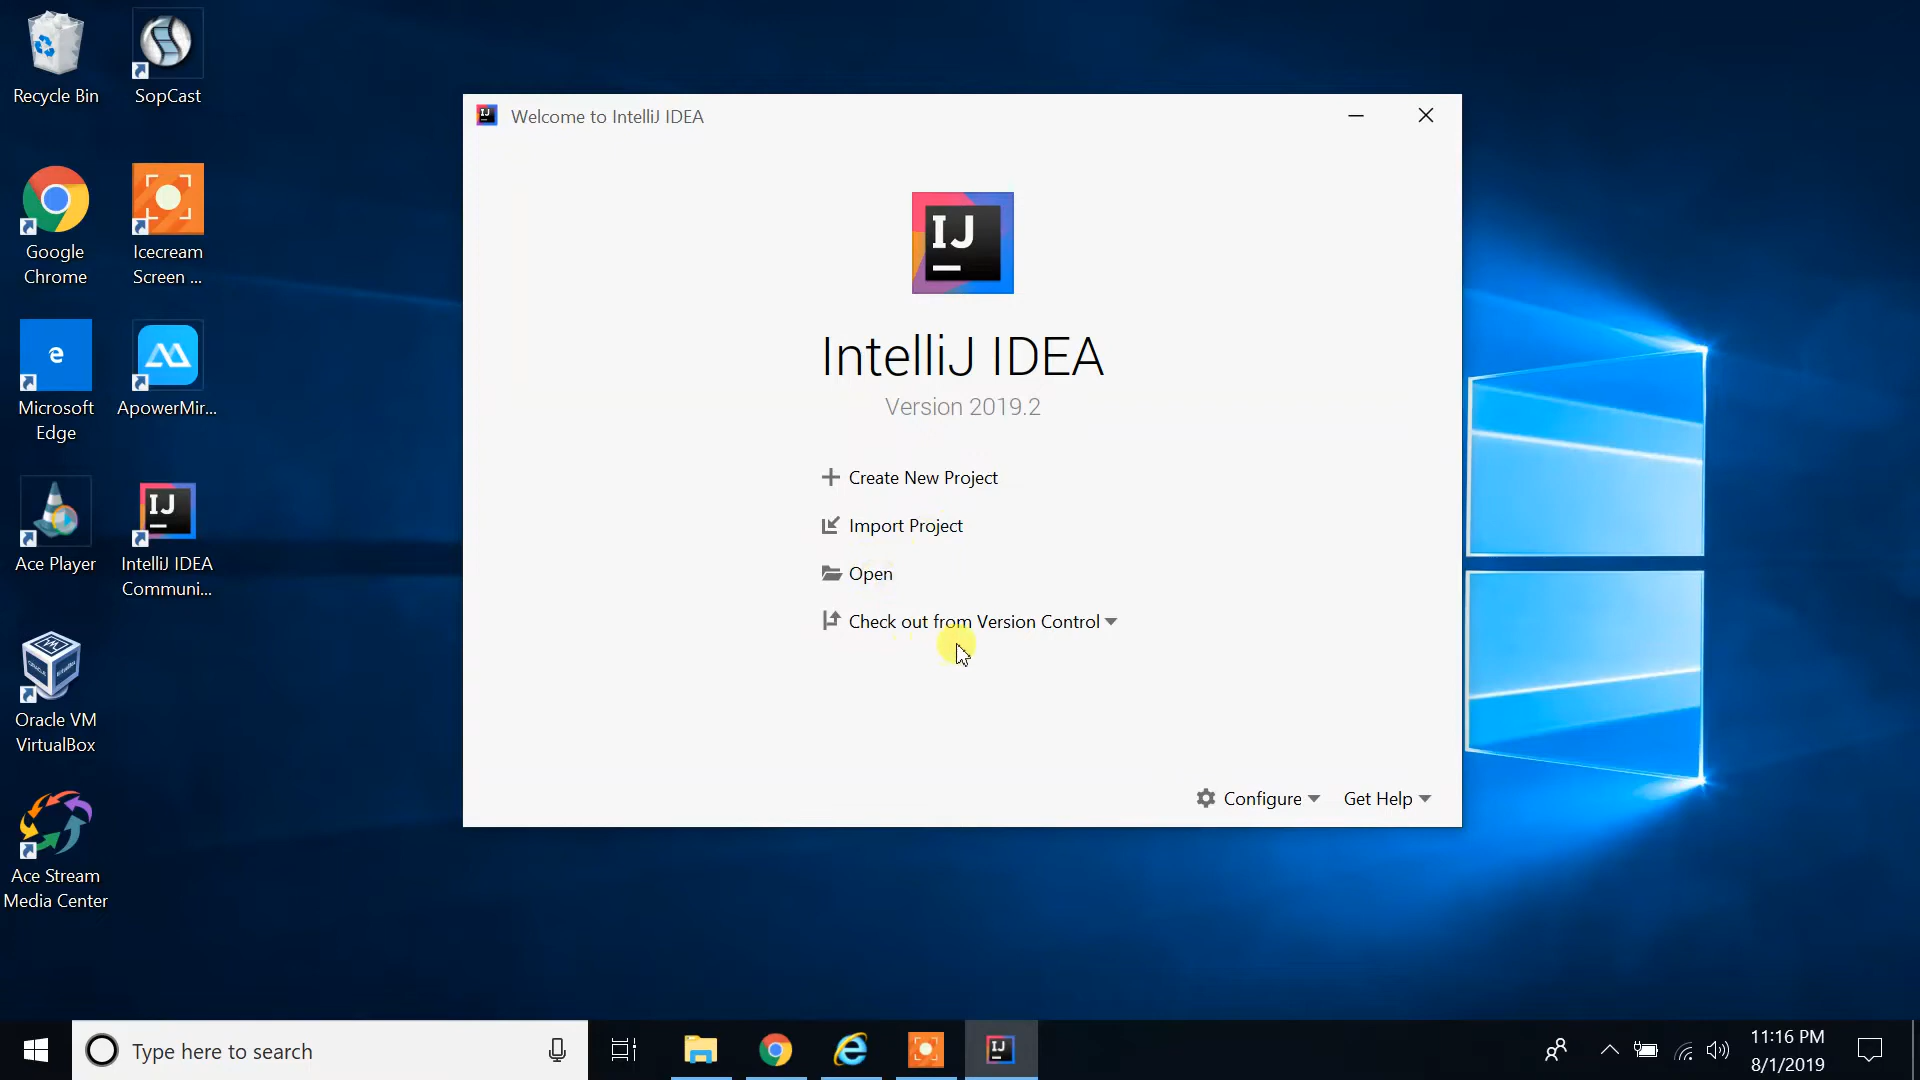 Recycle Bin
SopCast
Google
Chrome
Icecream
Screen ...
Microsoft
Edge
ApowerMir...
Ace Player
IntelliJ IDEA
Communi...
Oracle VM
VirtualBox
Ace Stream
Media Center
IJ
Welcome to IntelliJ IDEA
IJ
IntelliJ IDEA
Version 2019.2
Create New Project
Import Project
Open
Check out from Version Control
Configure
Get Help
Type here to search
IJ
11:16 PM
8/1/2019